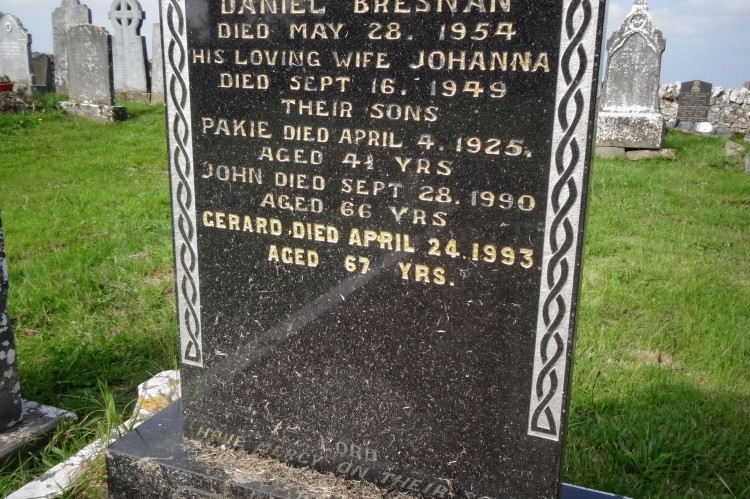 DANIEL BRESNAN
DIED MAY 28. 1954
HIS LOVING WIFE JOHANNA
DIED SEPT 16. 1949
THEIR SONS
PAKIE DIED APRIL 4. 1925.
AGED 4½ YRS
JOHN DIED SEPT 28. 1990
AGED 66 YRS
GERARD DIED APRIL 24. 1993
AGED 67 YRS.
LORD
HAVE MERCY ON THEIR